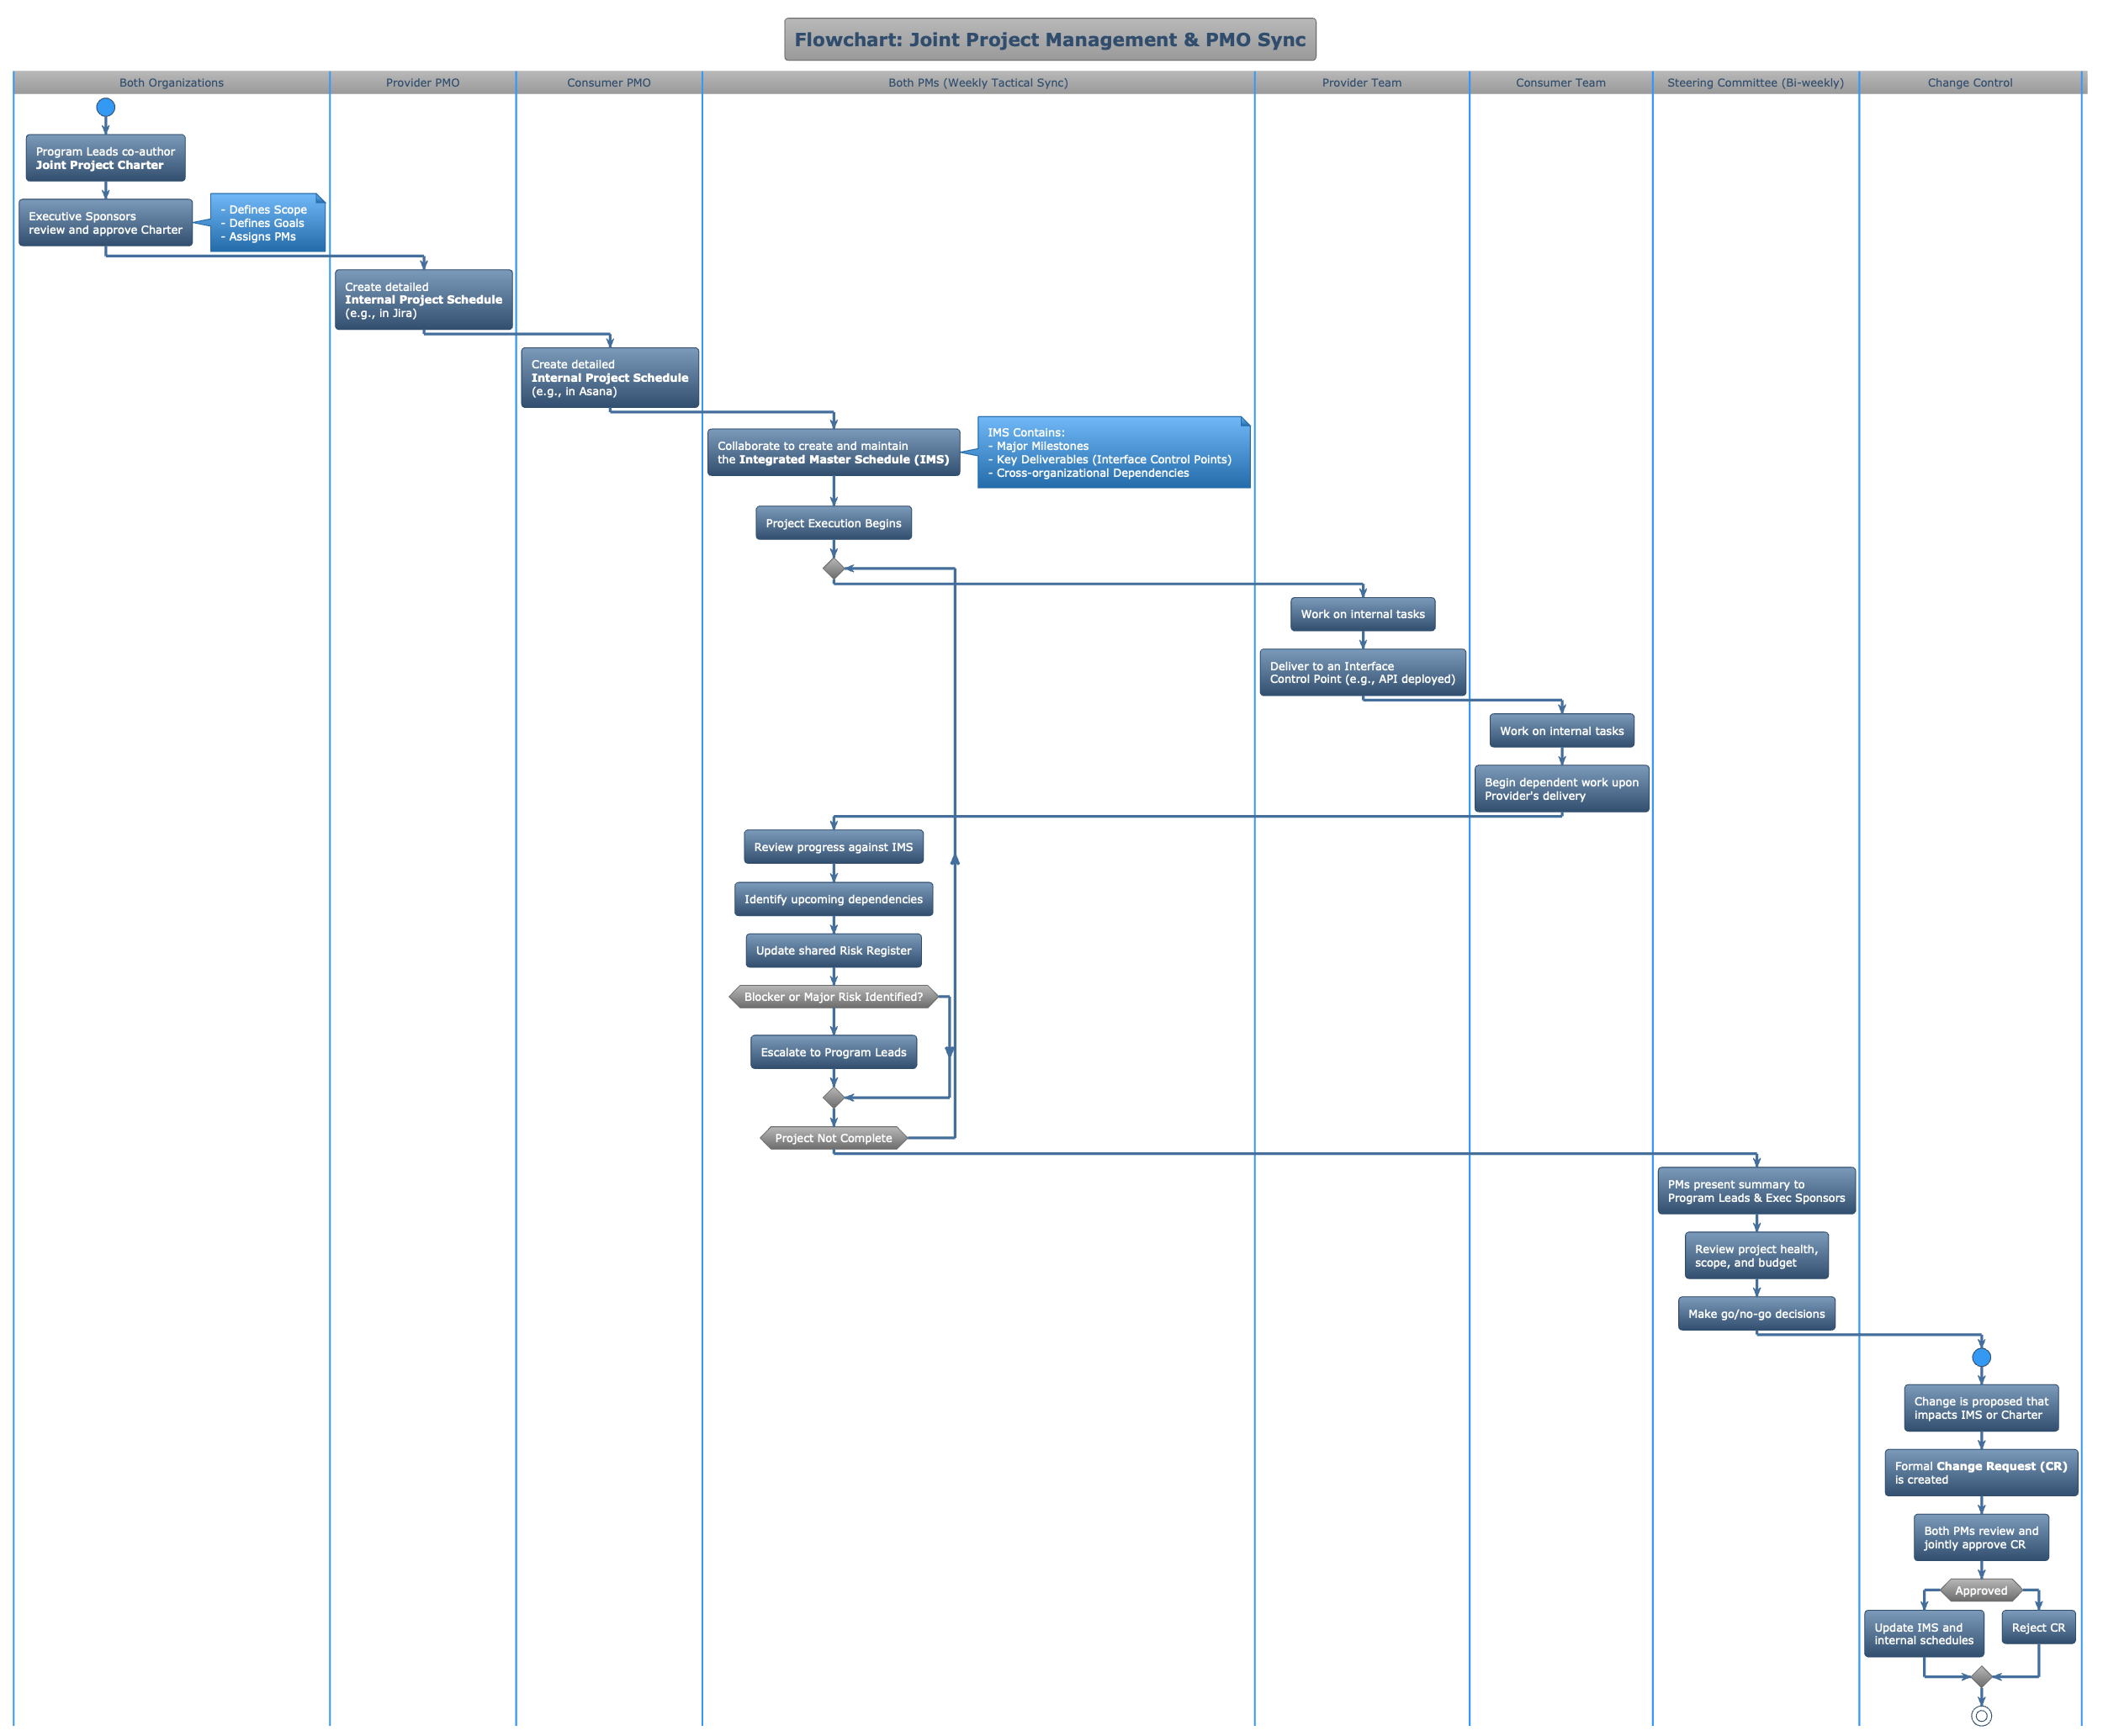 Flowchart: Joint Project Management & PMO Sync
Both Organizations
Provider PMO
Consumer PMO
Both PMs (Weekly Tactical Sync)
Provider Team
Consumer Team
Steering Committee (Bi-weekly)
Change Control
Program Leads co-author
Joint Project Charter
Executive Sponsors
review and approve Charter
- Defines Scope
- Defines Goals
- Assigns PMs
Create detailed
Internal Project Schedule
(e.g., in Jira)
Create detailed
Internal Project Schedule
(e.g., in Asana)
Collaborate to create and maintain
the Integrated Master Schedule (IMS)
IMS Contains:
- Major Milestones
- Key Deliverables (Interface Control Points)
- Cross-organizational Dependencies
Project Execution Begins
Work on internal tasks
Deliver to an Interface
Control Point (e.g., API deployed)
Work on internal tasks
Begin dependent work upon
Provider's delivery
Review progress against IMS
Identify upcoming dependencies
Update shared Risk Register
Blocker or Major Risk Identified?
Escalate to Program Leads
Project Not Complete
PMs present summary to
Program Leads & Exec Sponsors
Review project health,
scope, and budget
Make go/no-go decisions
Change is proposed that
impacts IMS or Charter
Formal Change Request (CR)
is created
Both PMs review and
jointly approve CR
Approved
Update IMS and
internal schedules
Reject CR